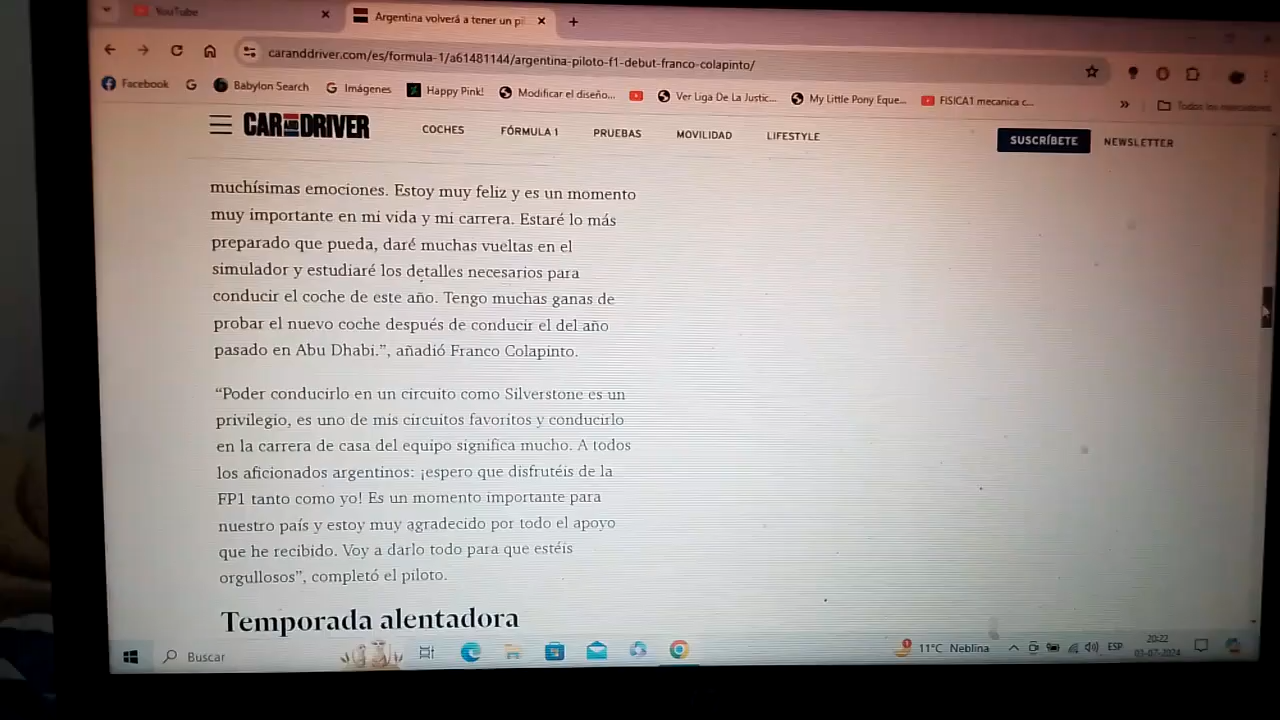 YouTube
Argentina volverá a tener un pi
caranddriver.com/es/formula-1/a61481144/argentina-piloto-f1-debut-franco-colapinto/
Facebook
Babylon Search
Imágenes
Happy Pink!
Modificar el diseño...
Ver Liga De La Justic...
My Little Pony Eque...
FISICA1 mecanica c...
Todos los marcadores
CAR AND DRIVER
COCHES
FÓRMULA 1
PRUEBAS
MOVILIDAD
LIFESTYLE
SUSCRÍBETE
NEWSLETTER
muchísimas emociones. Estoy muy feliz y es un momento
muy importante en mi vida y mi carrera. Estaré lo más
preparado que pueda, daré muchas vueltas en el
simulador y estudiaré los detalles necesarios para
conducir el coche de este año. Tengo muchas ganas de
probar el nuevo coche después de conducir el del año
pasado en Abu Dhabi.”, añadió Franco Colapinto.
“Poder conducirlo en un circuito como Silverstone es un
privilegio, es uno de mis circuitos favoritos y conducirlo
en la carrera de casa del equipo significa mucho. A todos
los aficionados argentinos: ¡espero que disfrutéis de la
FP1 tanto como yo! Es un momento importante para
nuestro país y estoy muy agradecido por todo el apoyo
que he recibido. Voy a darlo todo para que estéis
orgullosos”, completó el piloto.
Temporada alentadora
Buscar
11°C Neblina
ESP
20:22
03-07-2024